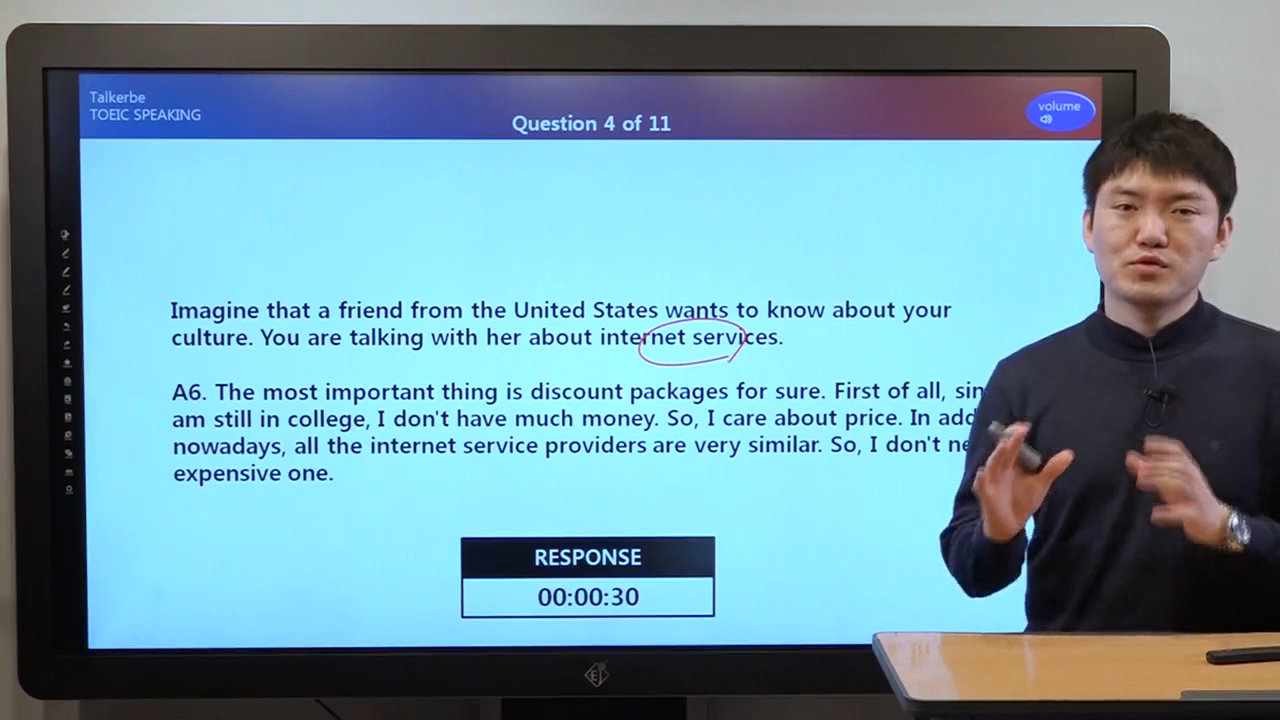 Talkerbe
TOEIC SPEAKING
Question 4 of 11
volume
Imagine that a friend from the United States wants to know about your
culture. You are talking with her about internet services.
A6. The most important thing is discount packages for sure. First of all,
am still in college, I don't have much money. So, I care about price. In
nowadays, all the internet service providers are very similar. So, I don't
expensive one.
RESPONSE
00:00:30